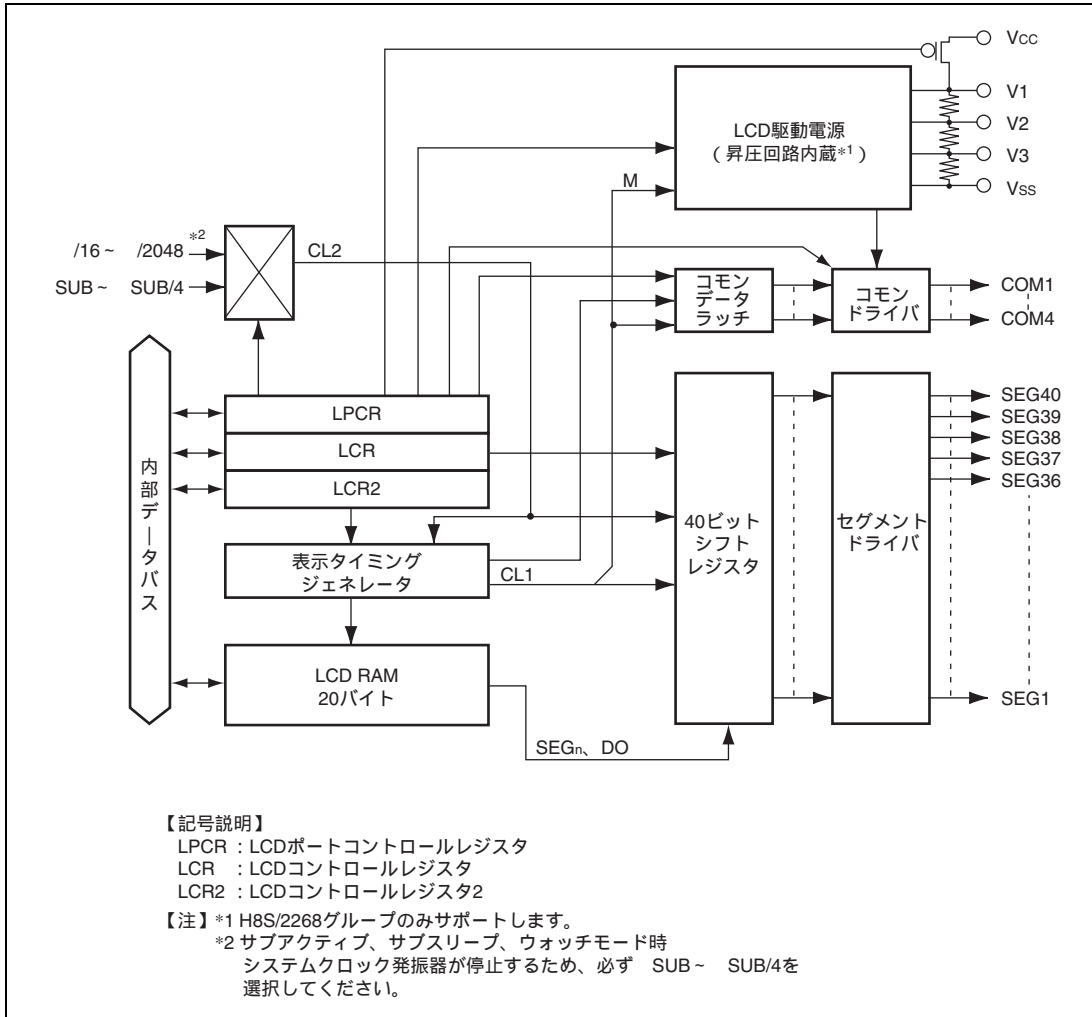 VCC
V1
V2
V3
VSS
LCD駆動電源
(昇圧回路内蔵*1)
M
/16～ /2048 *2
SUB～ SUB/4
CL2
コモン
データ
ラッチ
コモン
ドライバ
COM1
COM4
内部データバス
LPCR
LCR
LCR2
表示タイミング
ジェネレータ
CL1
LCD RAM
20バイト
SEGn、DO
40ビット
シフト
レジスタ
セグメント
ドライバ
SEG40
SEG39
SEG38
SEG37
SEG36
SEG1
【記号説明】
LPCR ：LCDポートコントロールレジスタ
LCR ：LCDコントロールレジスタ
LCR2 ：LCDコントロールレジスタ2
【注】*1 H8S/2268グループのみサポートします。
*2 サブアクティブ、サブスリープ、ウォッチモード時
システムクロック発振器が停止するため、必ず SUB～ SUB/4を
選択してください。